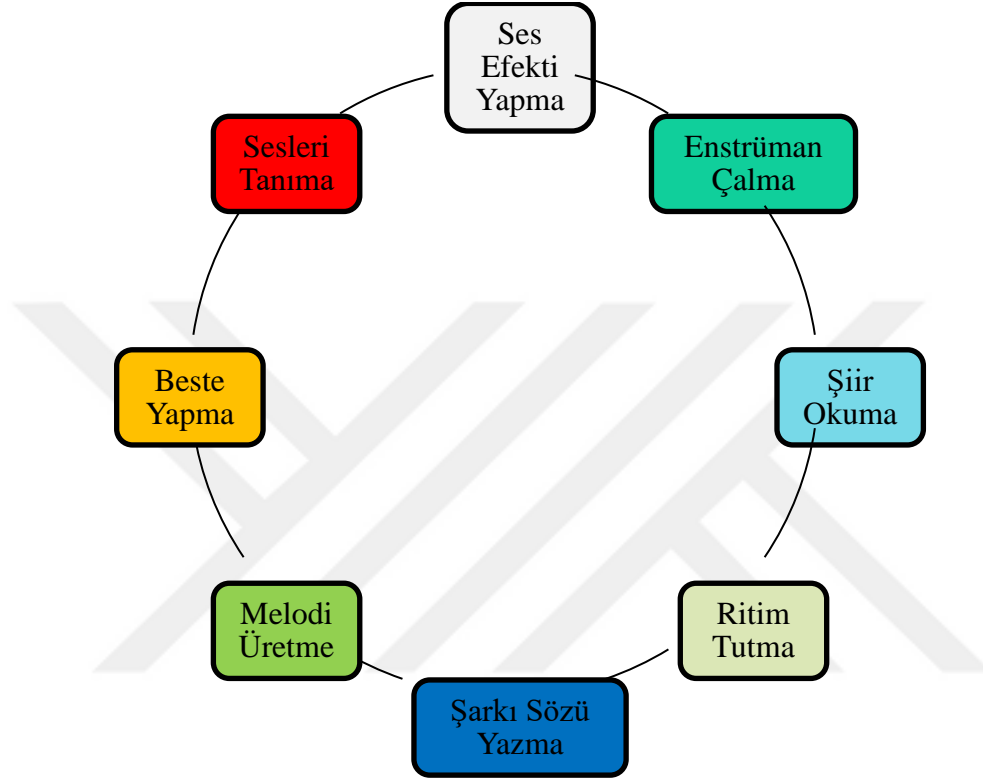 Ses
Efekti
Yapma
Enstrüman
Çalma
Şiir
Okuma
Ritim
Tutma
Şarkı Sözü
Yazma
Melodi
Üretme
Beste
Yapma
Sesleri
Tanıma